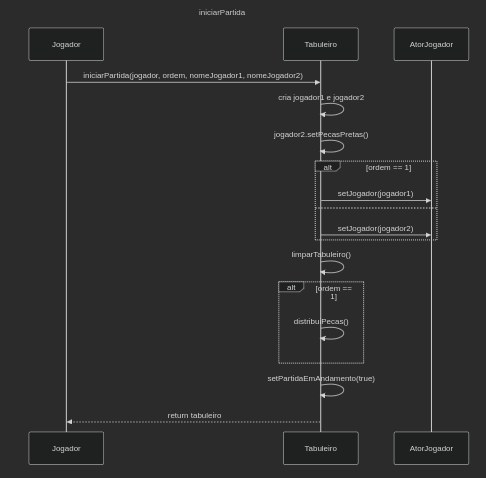 iniciarPartida
Jogador
Tabuleiro
AtorJogador
iniciarPartida(jogador, ordem, nomeJogador1, nomeJogador2)
cria jogador1 e jogador2
jogador2.setPecasPretas()
alt
[ordem == 1]
setJogador(jogador1)
setJogador(jogador2)
limparTabuleiro()
alt
[ordem ==
1]
distribuiPecas()
setPartidaEmAndamento(true)
return tabuleiro
Jogador
Tabuleiro
AtorJogador